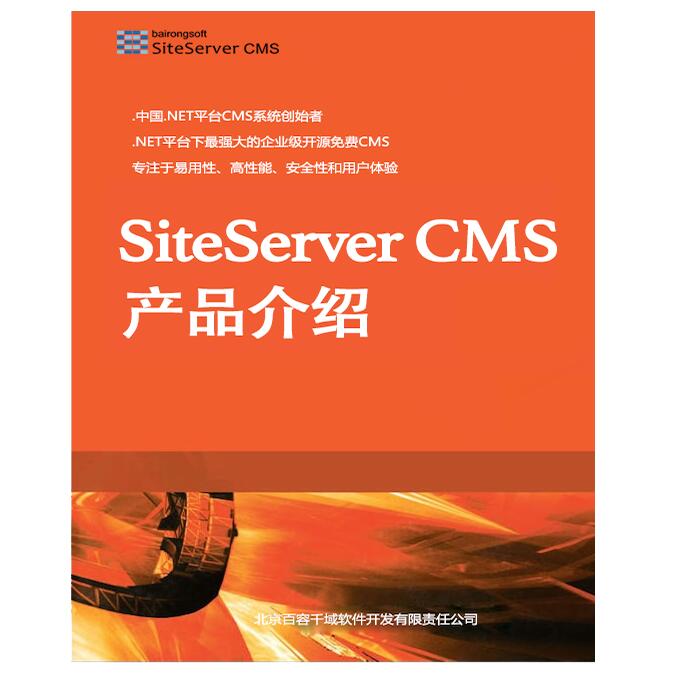 bairongsoft
SiteServer CMS
.中国.NET平台CMS系统创始者
.NET平台下最强大的企业级开源免费CMS
专注于易用性、高性能、安全性和用户体验
SiteServer CMS
产品介绍
北京百容千域软件开发有限责任公司